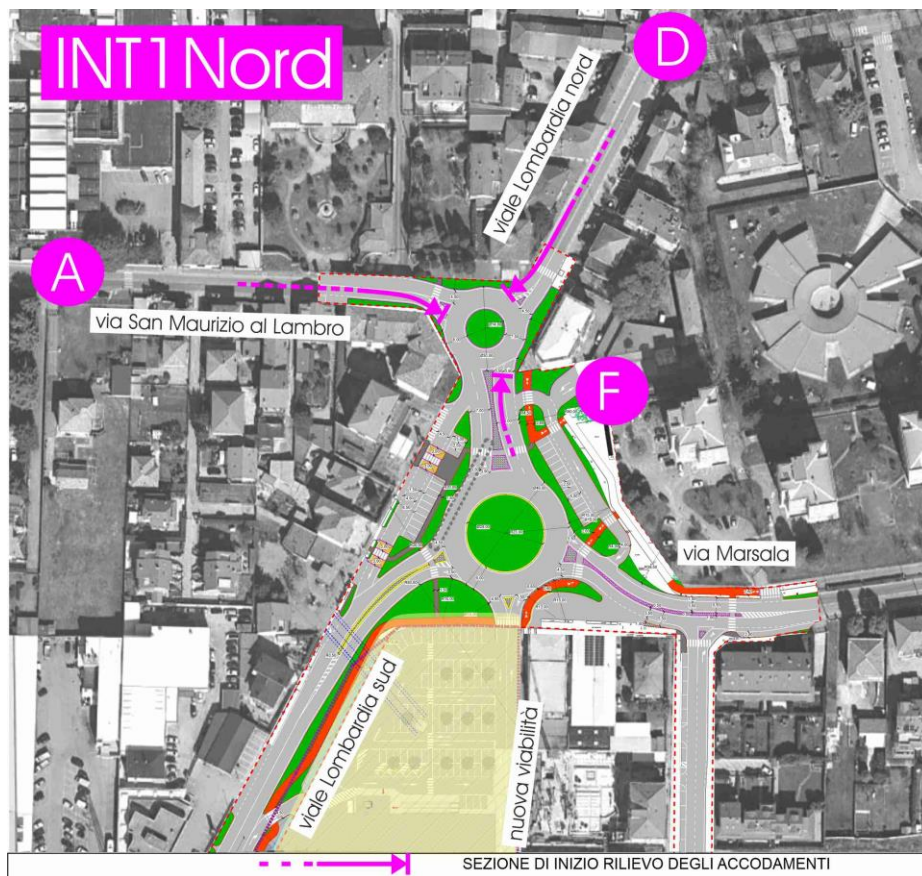 INT1 Nord
D
viale Lombardia nord
A
via San Maurizio al Lambro
F
via Marsala
viale Lombardia sud
nuova viabilità
SEZIONE DI INIZIO RILIEVO DEGLI ACCODAMENTI